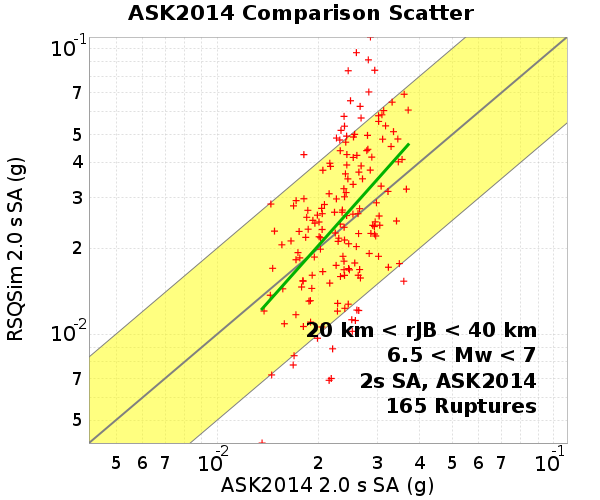 ASK2014 Comparison Scatter
RSQSim 2.0 s SA (g)
10⁻¹
7
5
4
3
2
10⁻²
7
5
20 km < rJB < 40 km
6.5 < Mw < 7
2s SA, ASK2014
165 Ruptures
5 6 7 10⁻² 2 3 4 5 6 7 10⁻¹
ASK2014 2.0 s SA (g)